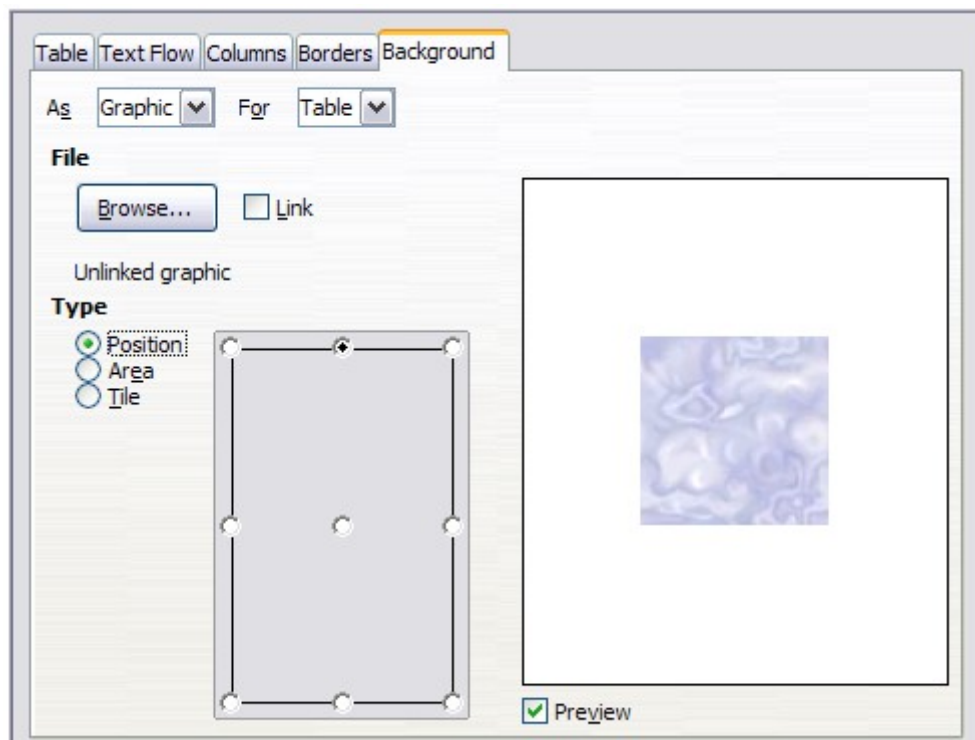 Table Text Flow Columns Borders Background
As Graphic For Table
File
Browse... Link
Unlinked graphic
Type
Position
Area
Tile
Preview